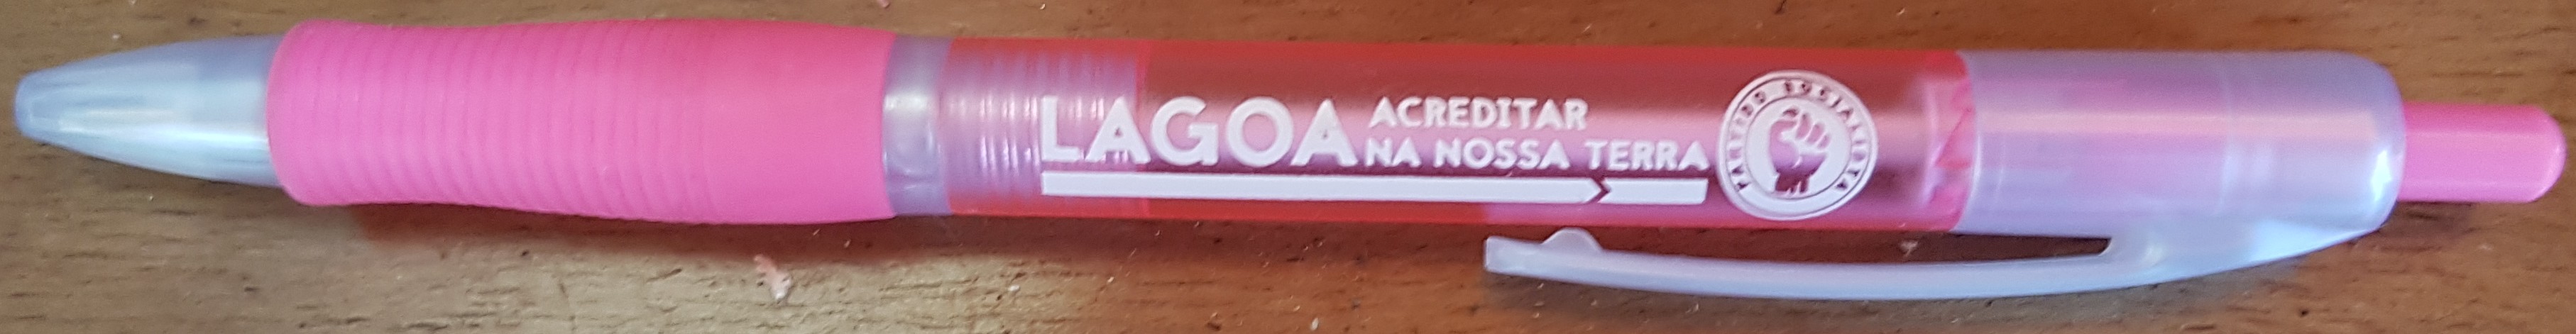 LAGOA
ACREDITAR
NA NOSSA TERRA
PARTIDO SOCIALISTA